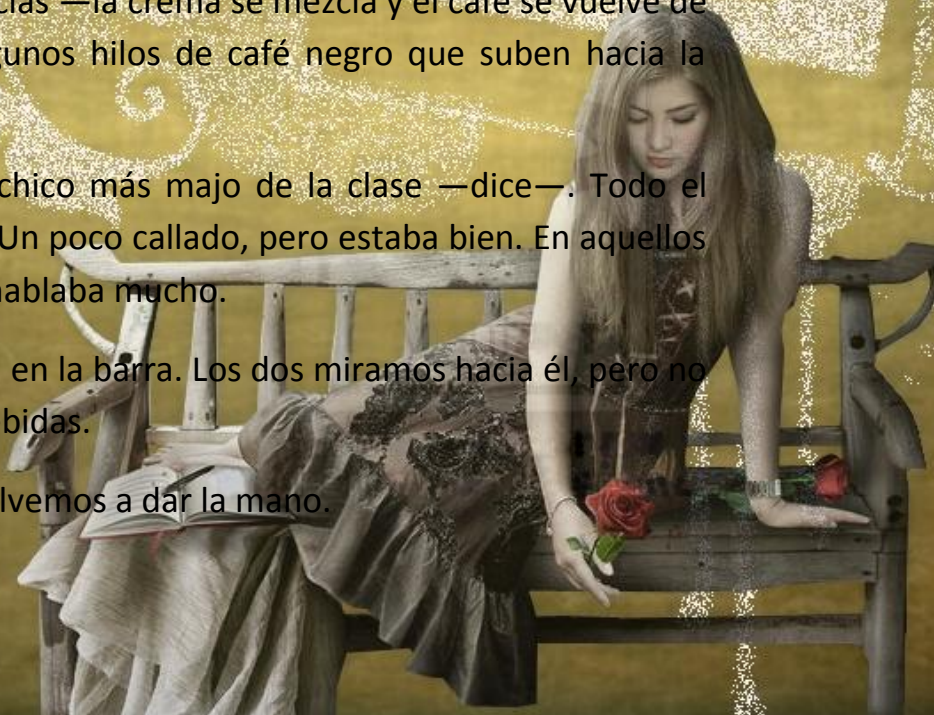 cias —la crema se mezcla y el café se vuelve de
gunos hilos de café negro que suben hacia la
chico más majo de la clase —dice—. Todo el
Un poco callado, pero estaba bien. En aquellos
hablaba mucho.
en la barra. Los dos miramos hacia él, pero no
bidas.
lvemos a dar la mano.